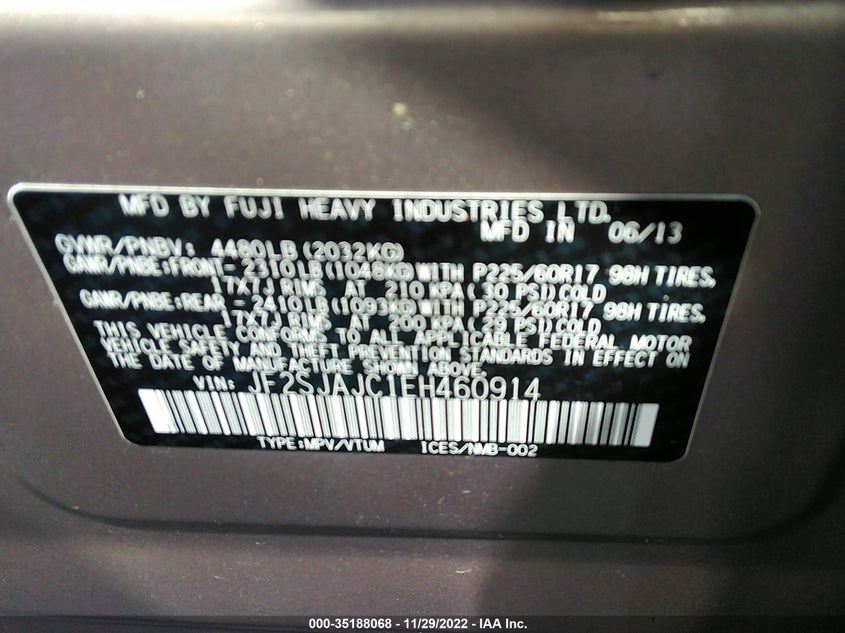 MFD BY FUJI HEAVY INDUSTRIES LTD.
MFD IN 06/13
GVWR/PNBV: 4480LB(2032KG)
GAWR/PNBE:FRONT- 2310LB(1048KG)WITH P225/60R17 98H TIRES,
17X7J RIMS AT 210 KPA(30 PSI)COLD
GAWR/PNBE:REAR - 2410LB(1093KG)WITH P225/60R17 98H TIRES,
17X7J RIMS AT 200 KPA(29 PSI)COLD
THIS VEHICLE CONFORMS TO ALL APPLICABLE FEDERAL MOTOR
VEHICLE SAFETY AND THEFT PREVENTION STANDARDS IN EFFECT ON
THE DATE OF MANUFACTURE SHOWN ABOVE.
VIN: JF2SJAJC1EH460914
TYPE:MPV/VTUM ICES/NMB-002
000-35188068 - 11/29/2022 - IAA Inc.